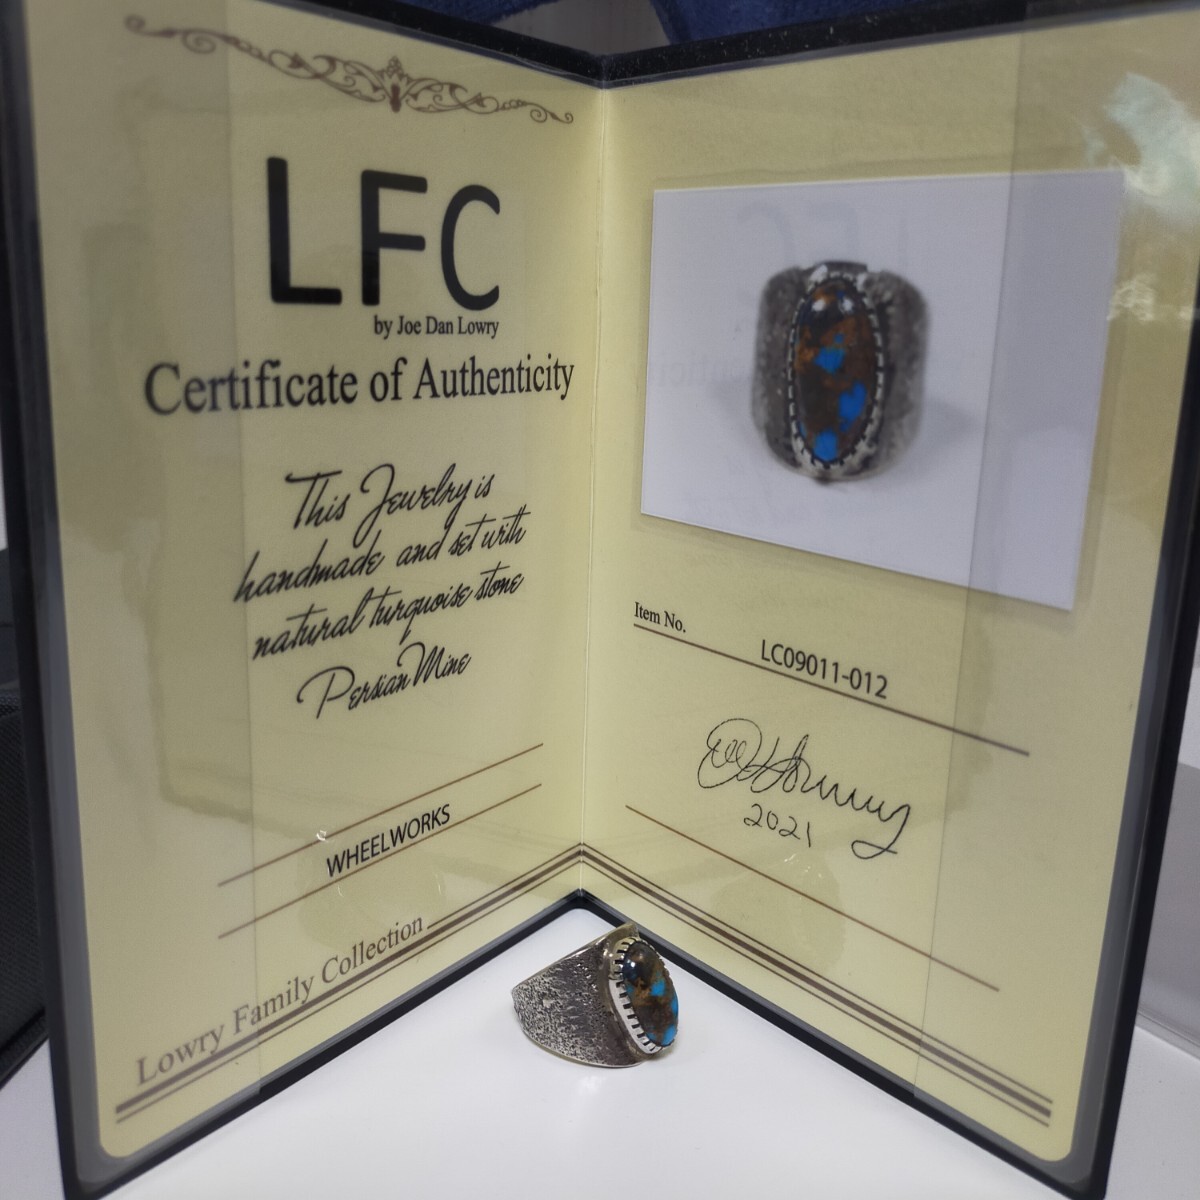 LFC
by Joe Dan Lowry
Certificate of Authenticity
This Jewelry is
handmade and set with
natural turquoise stone
Persian Mine
WHEELWORKS
Lowry Family Collection
Item No.
LC09011-012
2021